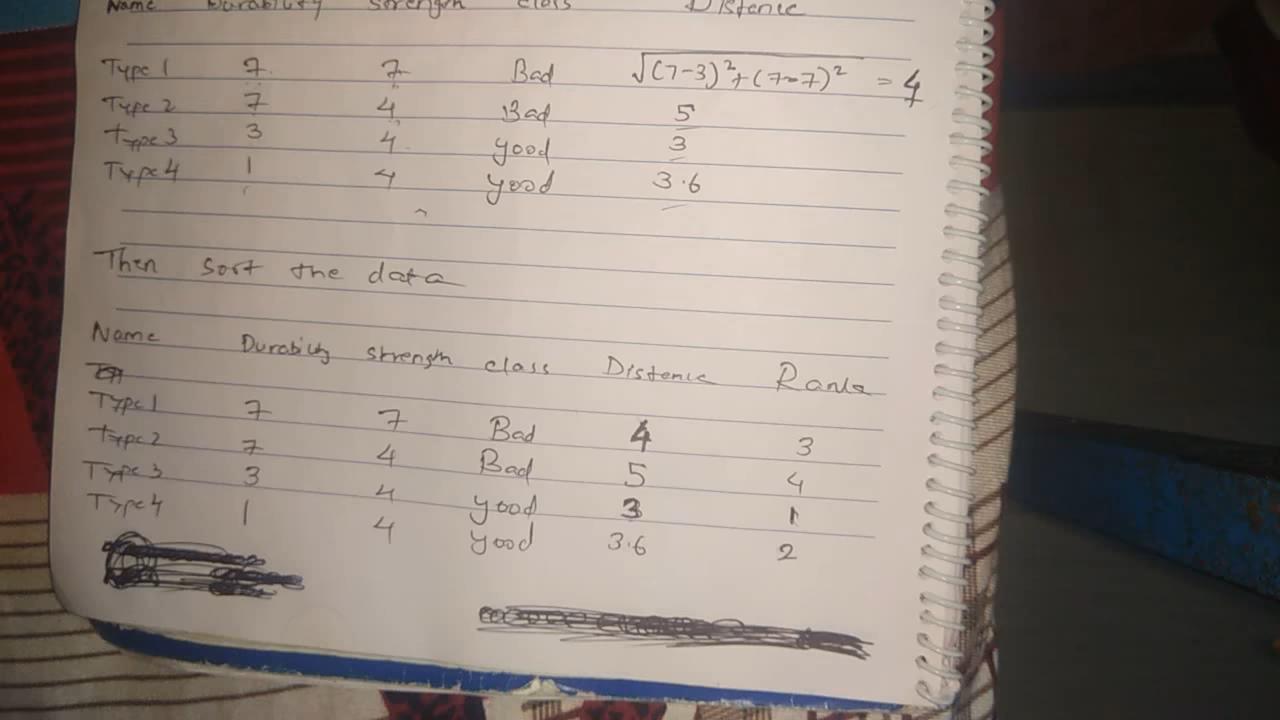 Name Durability strength class Distence
Type 1 7 7 Bad √(7-3)²+(7-7)² = 4
Type 2 7 4 Bad 5
type 3 3 4 good 3
Type 4 1 4 good 3.6
Then sort the data
Name Durability strength class Distence Rank
Type 1 7 7 Bad 4 3
type 2 7 4 Bad 5 4
Type 3 3 4 good 3 1
Type 4 1 4 good 3.6 2